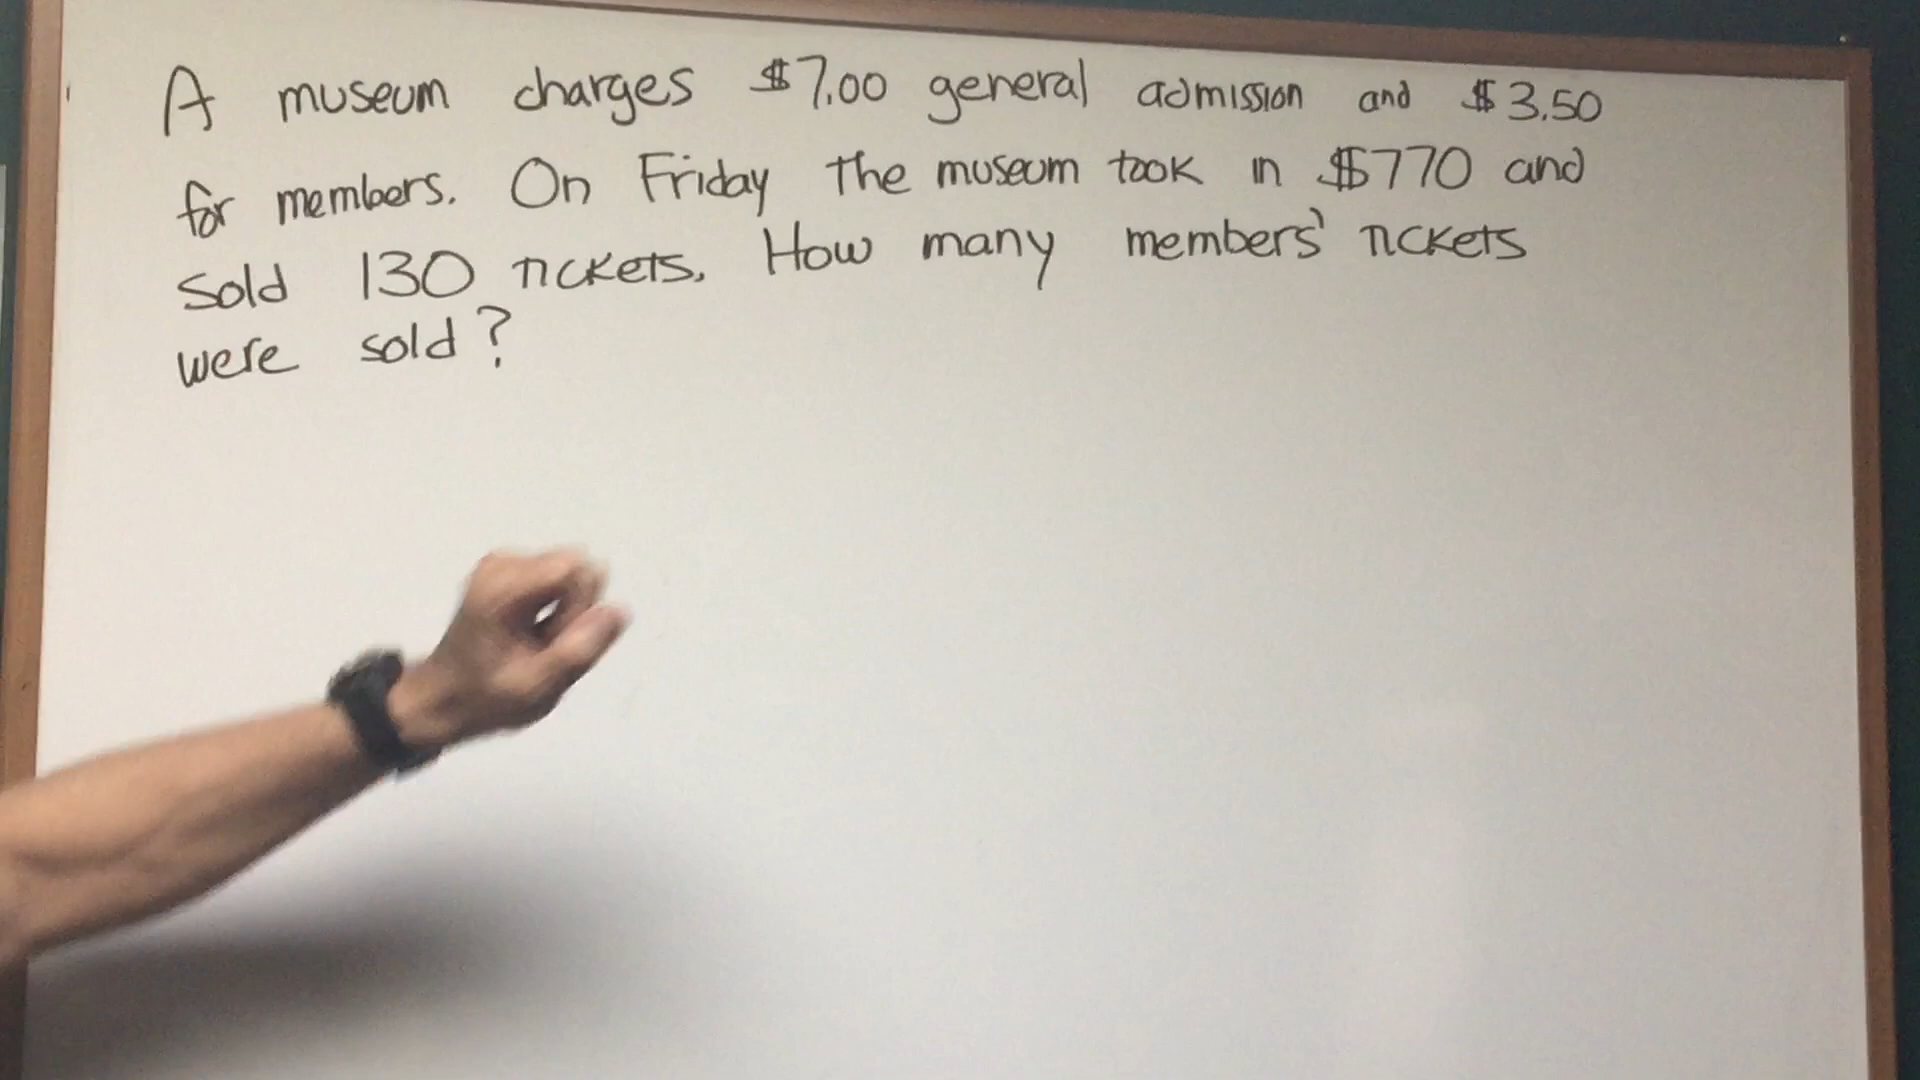 A museum charges $7.00 general admission and $3.50
for members. On Friday the museum took in $770 and
sold 130 tickets. How many members' tickets
were sold?